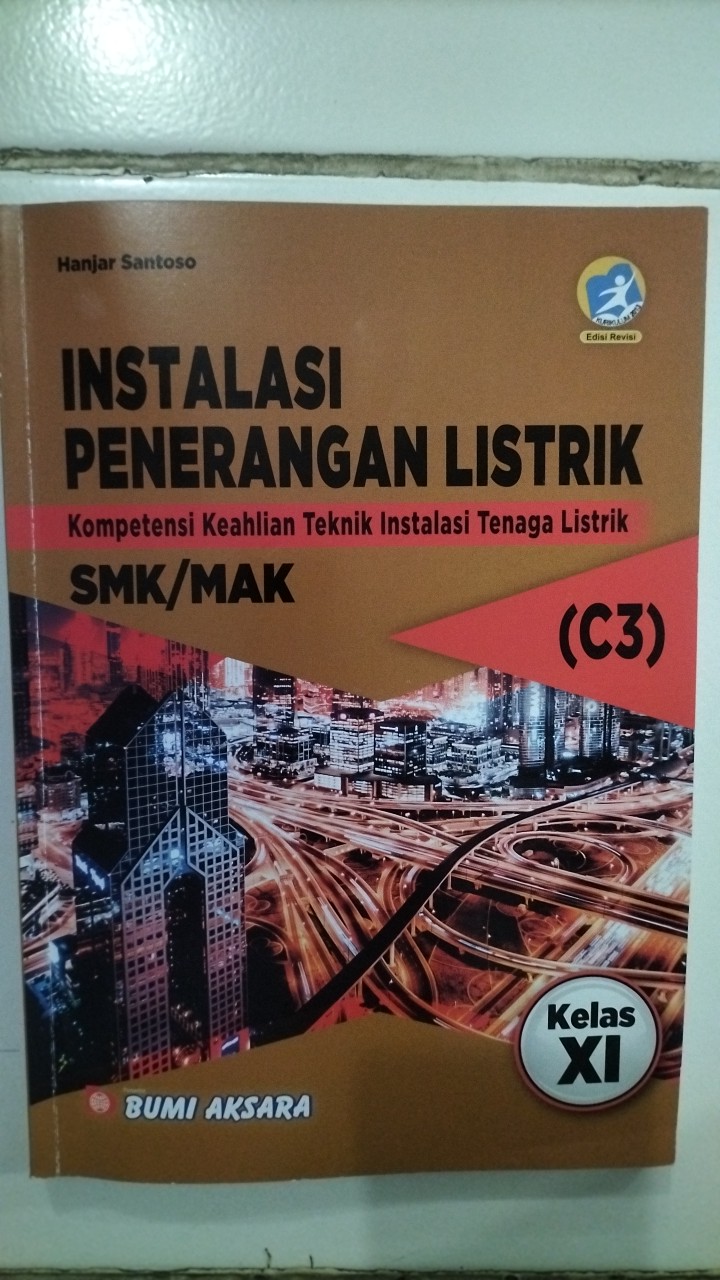 Hanjar Santoso
Edisi Revisi
INSTALASI
PENERANGAN LISTRIK
Kompetensi Keahlian Teknik Instalasi Tenaga Listrik
SMK/MAK
(C3)
Kelas
XI
BUMI AKSARA